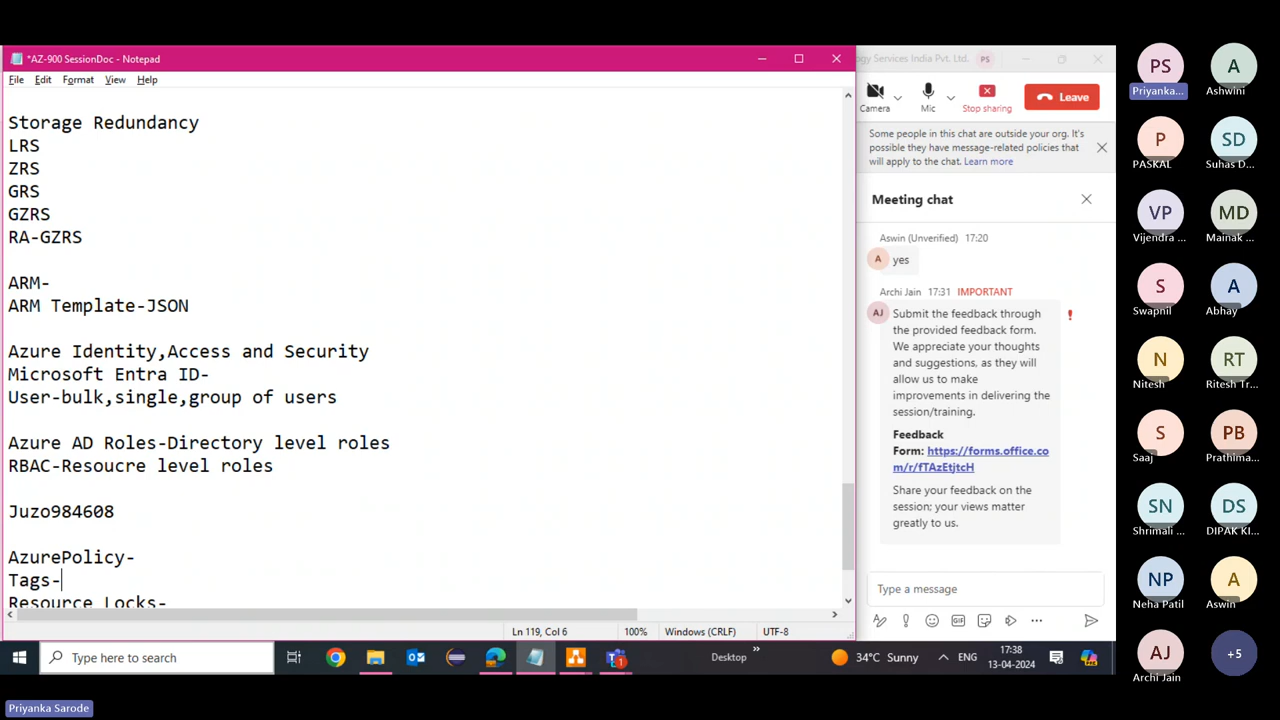 *AZ-900 SessionDoc - Notepad
File Edit Format View Help
Storage Redundancy
LRS
ZRS
GRS
GZRS
RA-GZRS
ARM-
ARM Template-JSON
Azure Identity,Access and Security
Microsoft Entra ID-
User-bulk,single,group of users
Azure AD Roles-Directory level roles
RBAC-Resoucre level roles
Juzo984608
AzurePolicy-
Tags-
Resource Locks-
Ln 119, Col 6 100% Windows (CRLF) UTF-8
ogy Services India Pvt. Ltd. PS
Camera Mic Stop sharing Leave
Some people in this chat are outside your org. It's
possible they have message-related policies that
will apply to the chat. Learn more
Meeting chat
Aswin (Unverified) 17:20
A yes
Archi Jain 17:31 IMPORTANT
AJ Submit the feedback through
the provided feedback form.
We appreciate your thoughts
and suggestions, as they will
allow us to make
improvements in delivering the
session/training.
Feedback
Form: https://forms.office.co
m/r/fTAzEtjtcH
Share your feedback on the
session; your views matter
greatly to us.
Type a message
GIF
Type here to search
1
Desktop
34°C Sunny
ENG
17:38
13-04-2024
PS A
Priyanka... Ashwini
P SD
PASKAL Suhas D...
VP MD
Vijendra ... Mainak ...
S A
Swapnil Abhay
N RT
Nitesh Ritesh Tr...
S PB
Saaj Prathima...
SN DS
Shrimali ... DIPAK KI...
NP A
Neha Patil Aswin
AJ +5
Archi Jain
Priyanka Sarode